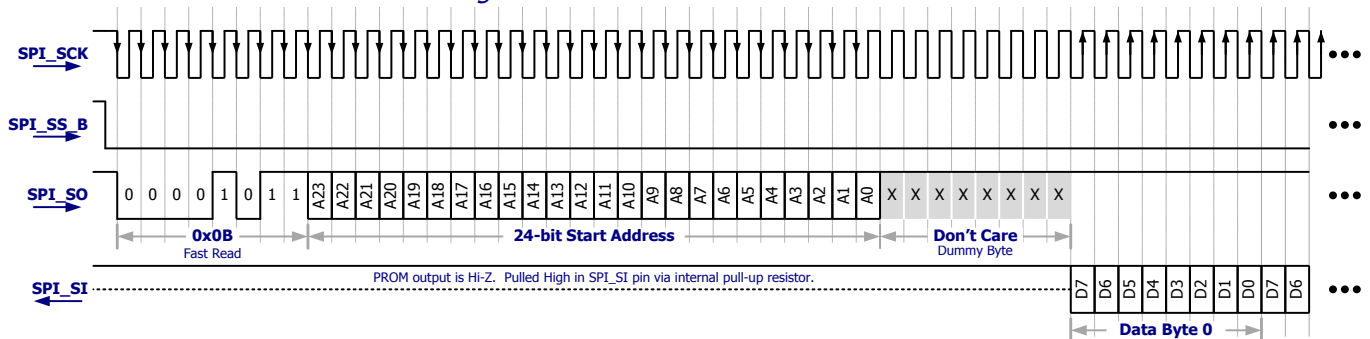 SPI_SCK
SPI_SS_B
SPI_SO
0 0 0 0 1 0 1 1 A23 A22 A21 A20 A19 A18 A17 A16 A15 A14 A13 A12 A11 A10 A9 A8 A7 A6 A5 A4 A3 A2 A1 A0 X X X X X X X X
0x0B 24-bit Start Address Don't Care
Fast Read Dummy Byte
PROM output is Hi-Z. Pulled High in SPI_SI pin via internal pull-up resistor.
SPI_SI
D7 D6 D5 D4 D3 D2 D1 D0 D7 D6
Data Byte 0